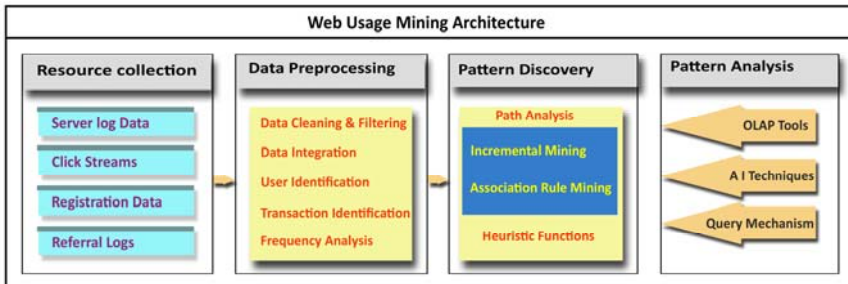 Web Usage Mining Architecture
Resource collection
Server log Data
Click Streams
Registration Data
Referral Logs
Data Preprocessing
Data Cleaning & Filtering
Data Integration
User Identification
Transaction Identification
Frequency Analysis
Pattern Discovery
Path Analysis
Incremental Mining
Association Rule Mining
Heuristic Functions
Pattern Analysis
OLAP Tools
A I Techniques
Query Mechanism